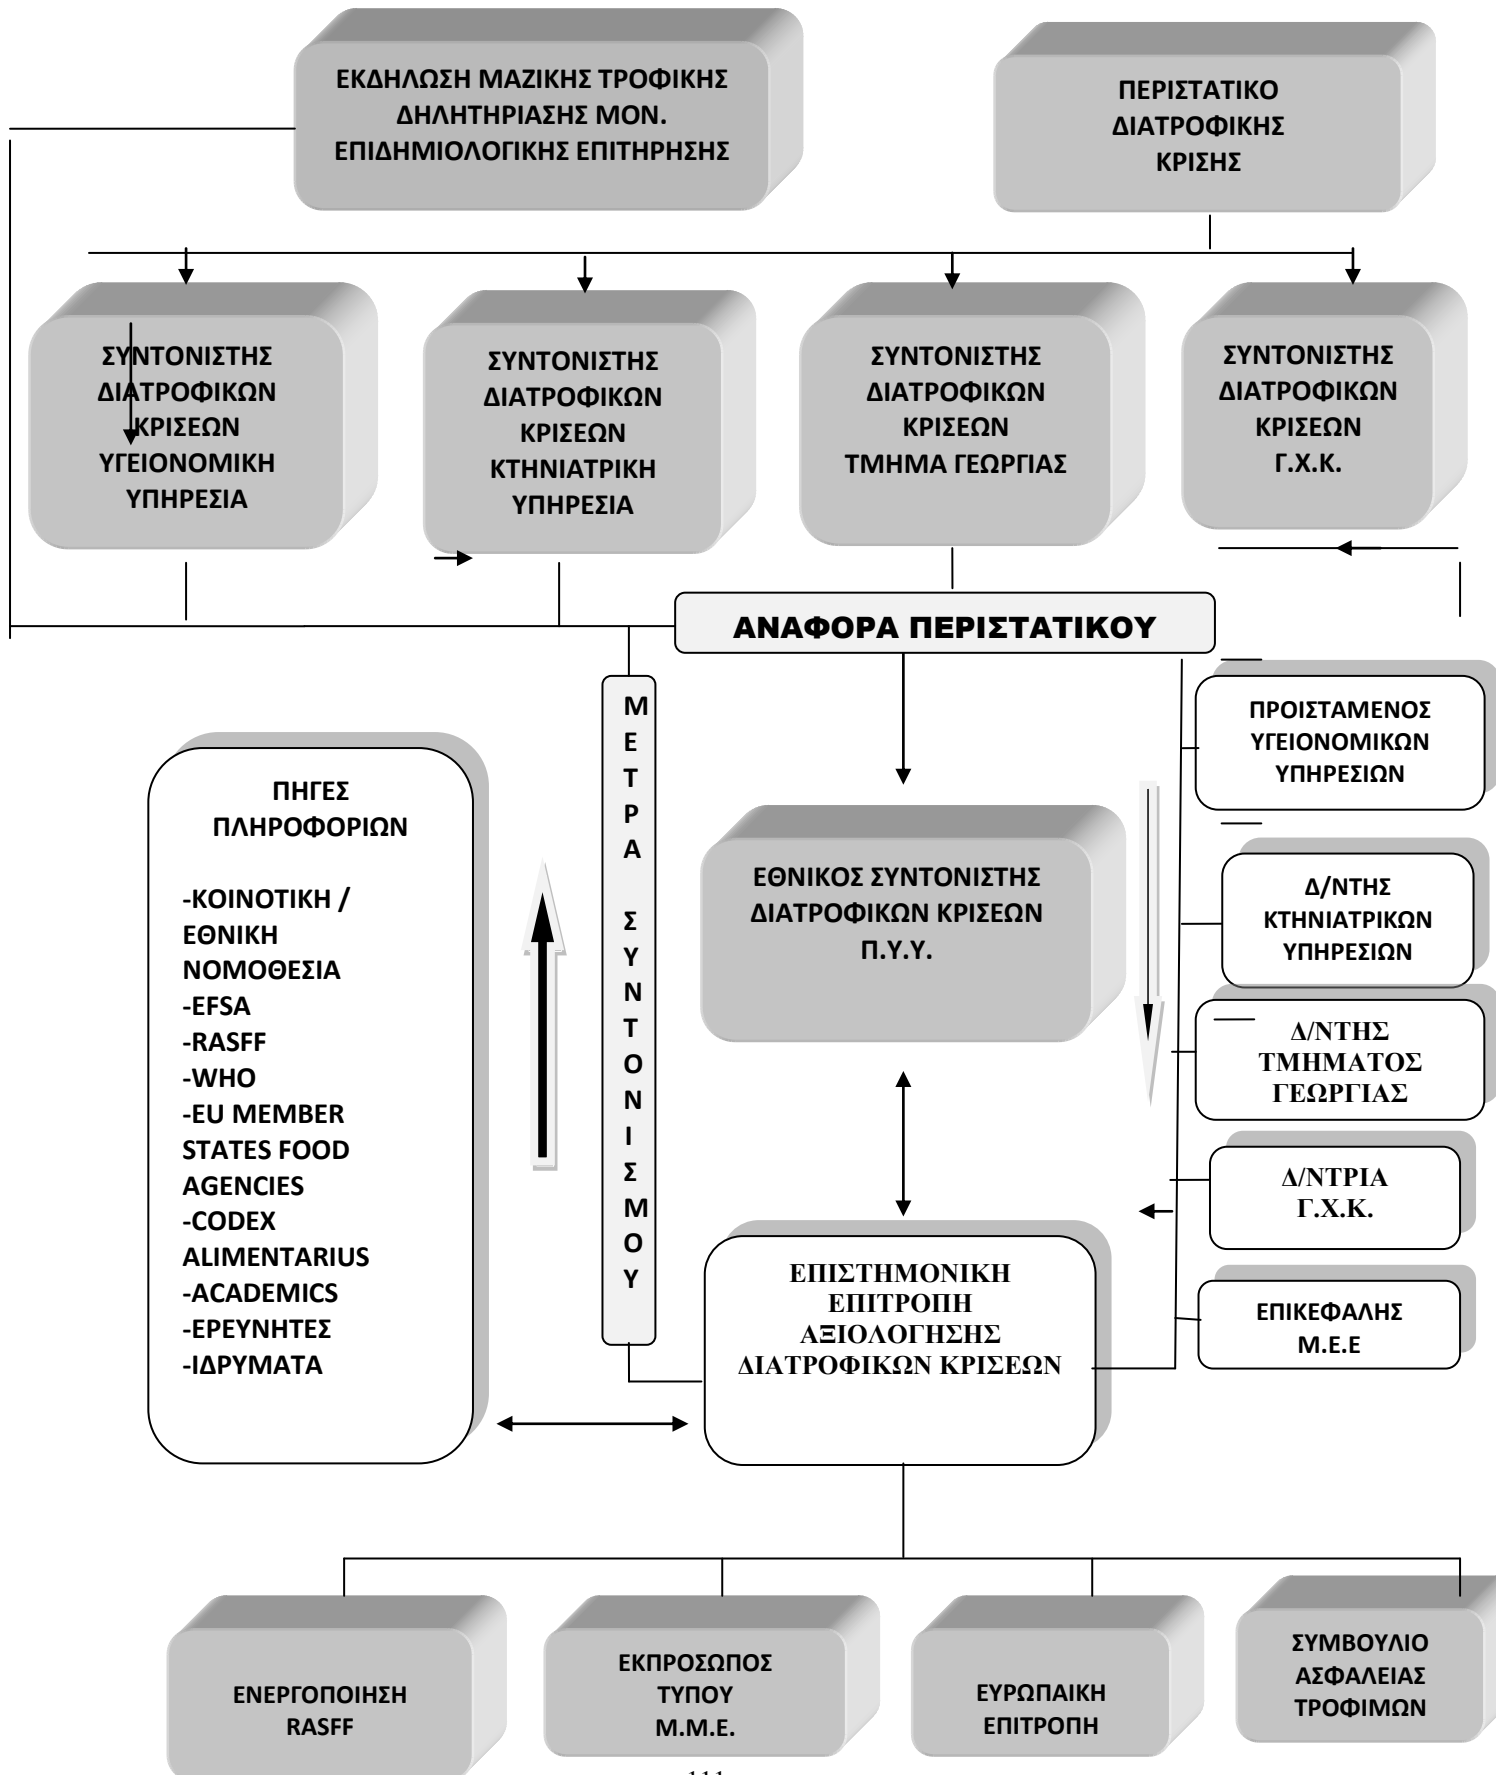 ΕΚΔΗΛΩΣΗ ΜΑΖΙΚΗΣ ΤΡΟΦΙΚΗΣ
ΔΗΛΗΤΗΡΙΑΣΗΣ ΜΟΝ.
ΕΠΙΔΗΜΙΟΛΟΓΙΚΗΣ ΕΠΙΤΗΡΗΣΗΣ
ΠΕΡΙΣΤΑΤΙΚΟ
ΔΙΑΤΡΟΦΙΚΗΣ
ΚΡΙΣΗΣ
ΣΥΝΤΟΝΙΣΤΗΣ
ΔΙΑΤΡΟΦΙΚΩΝ
ΚΡΙΣΕΩΝ
ΥΓΕΙΟΝΟΜΙΚΗ
ΥΠΗΡΕΣΙΑ
ΣΥΝΤΟΝΙΣΤΗΣ
ΔΙΑΤΡΟΦΙΚΩΝ
ΚΡΙΣΕΩΝ
ΚΤΗΝΙΑΤΡΙΚΗ
ΥΠΗΡΕΣΙΑ
ΣΥΝΤΟΝΙΣΤΗΣ
ΔΙΑΤΡΟΦΙΚΩΝ
ΚΡΙΣΕΩΝ
ΤΜΗΜΑ ΓΕΩΡΓΙΑΣ
ΣΥΝΤΟΝΙΣΤΗΣ
ΔΙΑΤΡΟΦΙΚΩΝ
ΚΡΙΣΕΩΝ
Γ.Χ.Κ.
ΑΝΑΦΟΡΑ ΠΕΡΙΣΤΑΤΙΚΟΥ
ΠΗΓΕΣ
ΠΛΗΡΟΦΟΡΙΩΝ
-ΚΟΙΝΟΤΙΚΗ /
ΕΘΝΙΚΗ
ΝΟΜΟΘΕΣΙΑ
-EFSA
-RASFF
-WHO
-EU MEMBER
STATES FOOD
AGENCIES
-CODEX
ALIMENTARIUS
-ACADEMICS
-ΕΡΕΥΝΗΤΕΣ
-ΙΔΡΥΜΑΤΑ
ΜΕΤΡΑ ΣΥΝΤΟΝΙΣΜΟΥ
ΕΘΝΙΚΟΣ ΣΥΝΤΟΝΙΣΤΗΣ
ΔΙΑΤΡΟΦΙΚΩΝ ΚΡΙΣΕΩΝ
Π.Υ.Υ.
ΠΡΟΙΣΤΑΜΕΝΟΣ
ΥΓΕΙΟΝΟΜΙΚΩΝ
ΥΠΗΡΕΣΙΩΝ
Δ/ΝΤΗΣ
ΚΤΗΝΙΑΤΡΙΚΩΝ
ΥΠΗΡΕΣΙΩΝ
Δ/ΝΤΗΣ
ΤΜΗΜΑΤΟΣ
ΓΕΩΡΓΙΑΣ
Δ/ΝΤΡΙΑ
Γ.Χ.Κ.
ΕΠΙΚΕΦΑΛΗΣ
Μ.Ε.Ε
ΕΠΙΣΤΗΜΟΝΙΚΗ
ΕΠΙΤΡΟΠΗ
ΑΞΙΟΛΟΓΗΣΗΣ
ΔΙΑΤΡΟΦΙΚΩΝ ΚΡΙΣΕΩΝ
ΕΝΕΡΓΟΠΟΙΗΣΗ
RASFF
ΕΚΠΡΟΣΩΠΟΣ
ΤΥΠΟΥ
Μ.Μ.Ε.
ΕΥΡΩΠΑΙΚΗ
ΕΠΙΤΡΟΠΗ
ΣΥΜΒΟΥΛΙΟ
ΑΣΦΑΛΕΙΑΣ
ΤΡΟΦΙΜΩΝ